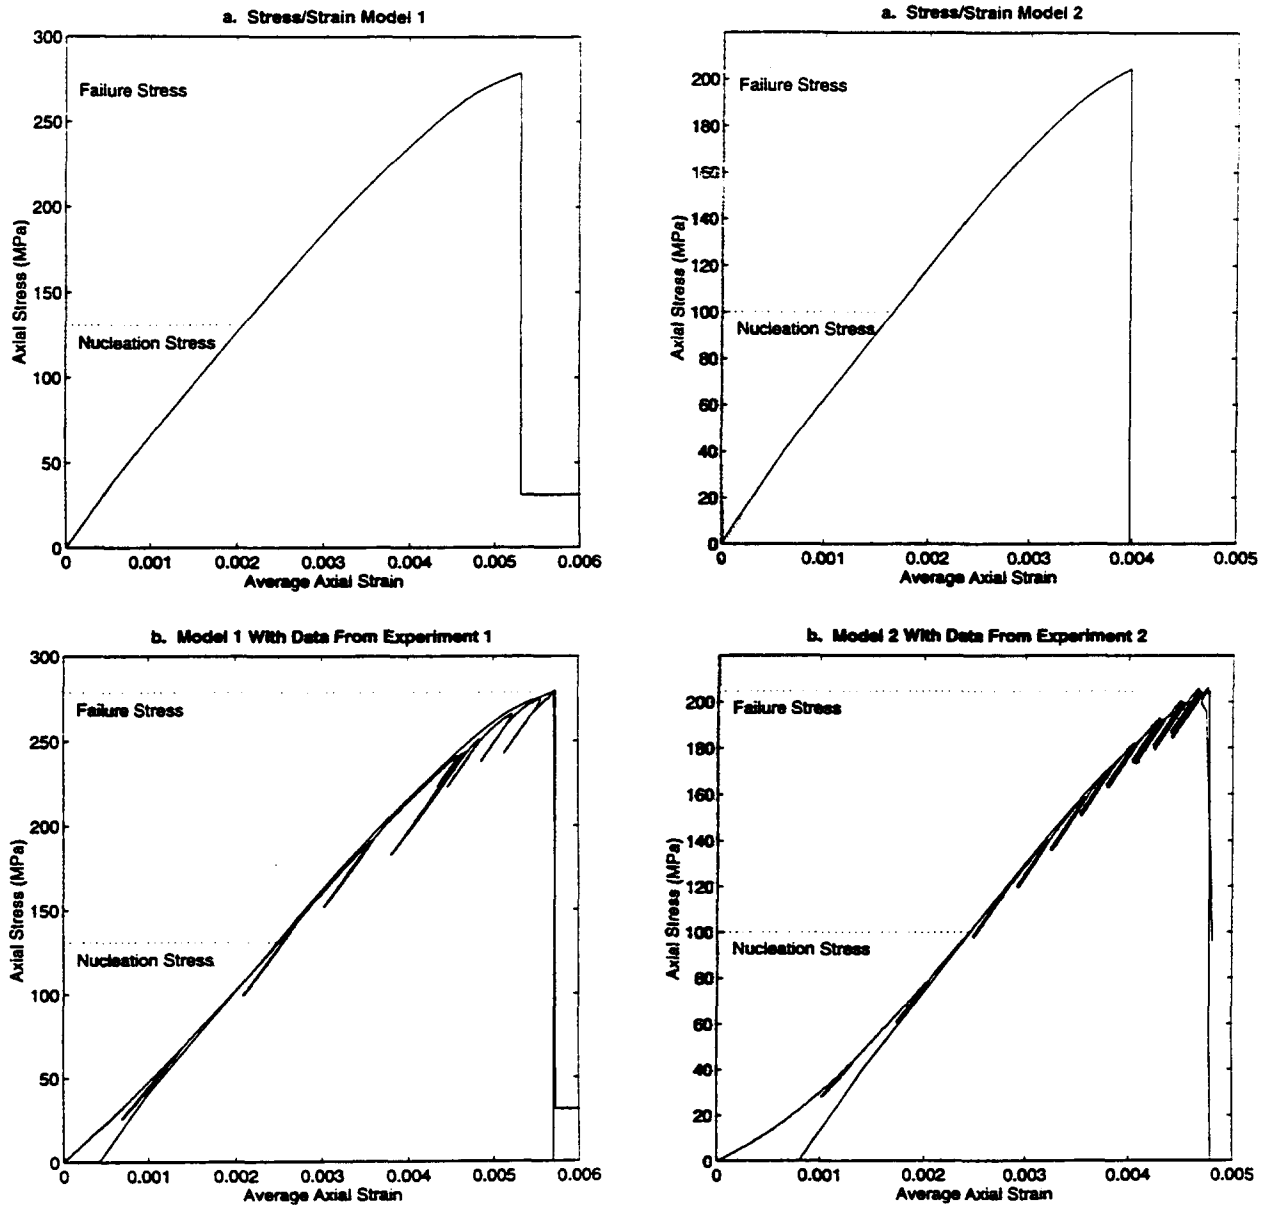 a. Stress/Strain Model 1
300
250
200
150
100
50
0
Failure Stress
Nucleation Stress
Axial Stress (MPa)
0 0.001 0.002 0.003 0.004 0.005 0.006
Average Axial Strain
a. Stress/Strain Model 2
200
180
160
140
120
100
80
60
40
20
0
Failure Stress
Nucleation Stress
Axial Stress (MPa)
0 0.001 0.002 0.003 0.004 0.005
Average Axial Strain
b. Model 1 With Data From Experiment 1
300
250
200
150
100
50
0
Failure Stress
Nucleation Stress
Axial Stress (MPa)
0 0.001 0.002 0.003 0.004 0.005 0.006
Average Axial Strain
b. Model 2 With Data From Experiment 2
200
180
160
140
120
100
80
60
40
20
0
Failure Stress
Nucleation Stress
Axial Stress (MPa)
0 0.001 0.002 0.003 0.004 0.005
Average Axial Strain